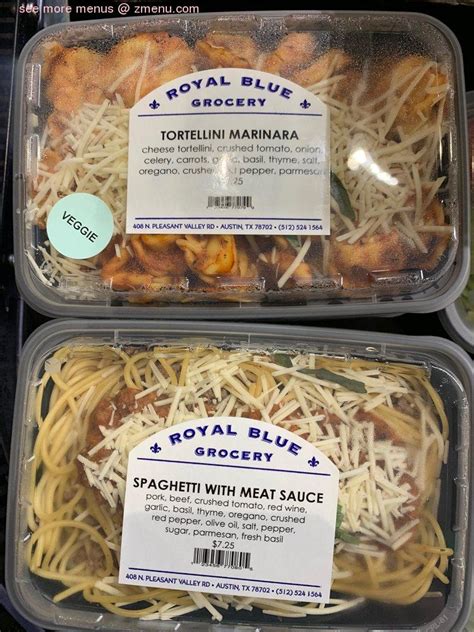 see more menus @ zmenu.com
ROYAL BLUE
GROCERY
TORTELLINI MARINARA
cheese tortellini, crushed tomato, onion,
celery, carrots, garlic, basil, thyme, salt,
oregano, crushed pepper, parmesan
.25
408 N. PLEASANT VALLEY RD • AUSTIN, TX 78702 • (512) 524 1564
VEGGIE
ROYAL BLUE
GROCERY
SPAGHETTI WITH MEAT SAUCE
pork, beef, crushed tomato, red wine,
garlic, basil, thyme, oregano, crushed
red pepper, olive oil, salt, pepper,
sugar, parmesan, fresh basil
$7.25
408 N. PLEASANT VALLEY RD • AUSTIN, TX 78702 • (512) 524 1564